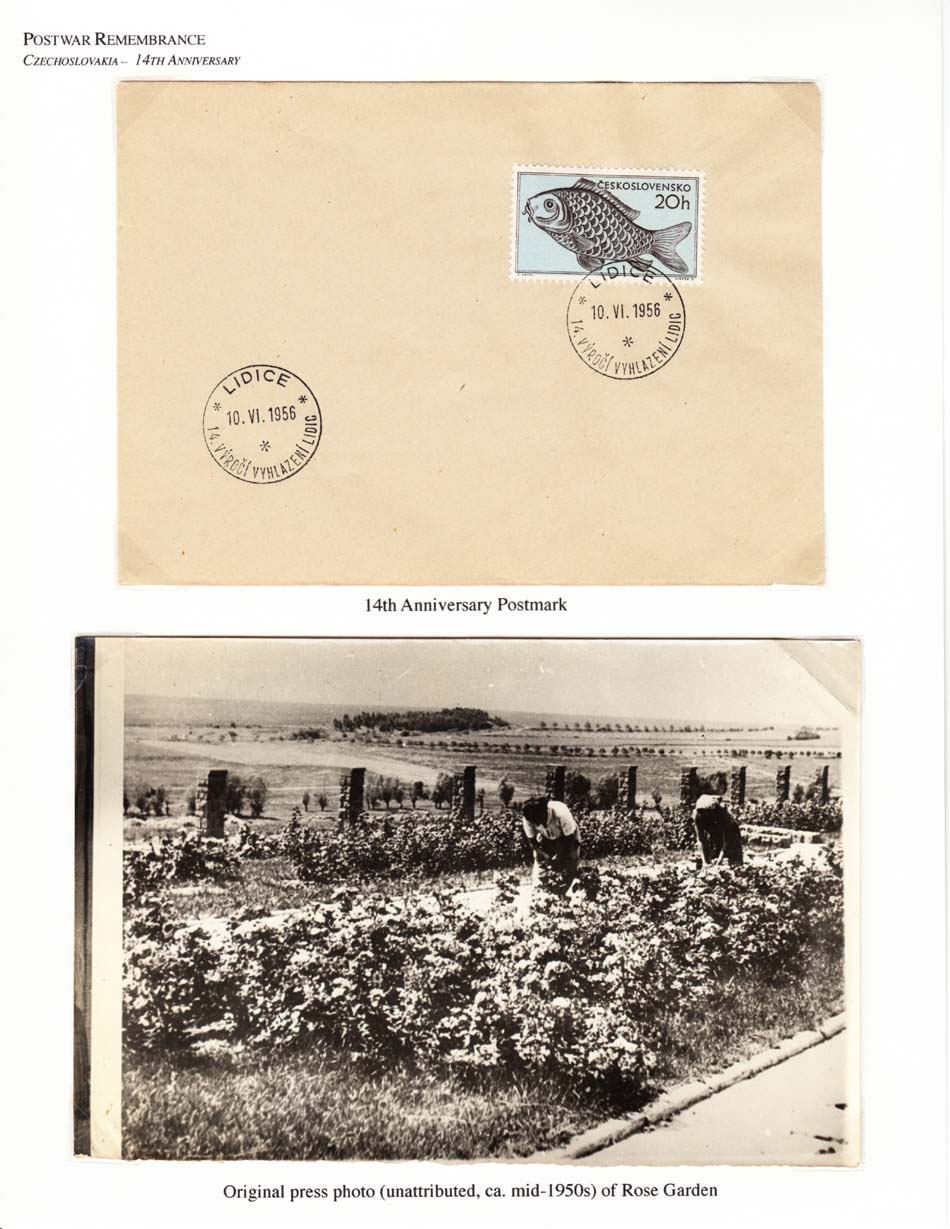 POSTWAR REMEMBRANCE
CZECHOSLOVAKIA -- 14TH ANNIVERSARY
ČESKOSLOVENSKO
20h
LIDICE
10. VI. 1956
14. VÝROČÍ VYHLAZENÍ LIDIC
LIDICE
10. VI. 1956
14. VÝROČÍ VYHLAZENÍ LIDIC
14th Anniversary Postmark
Original press photo (unattributed, ca. mid-1950s) of Rose Garden